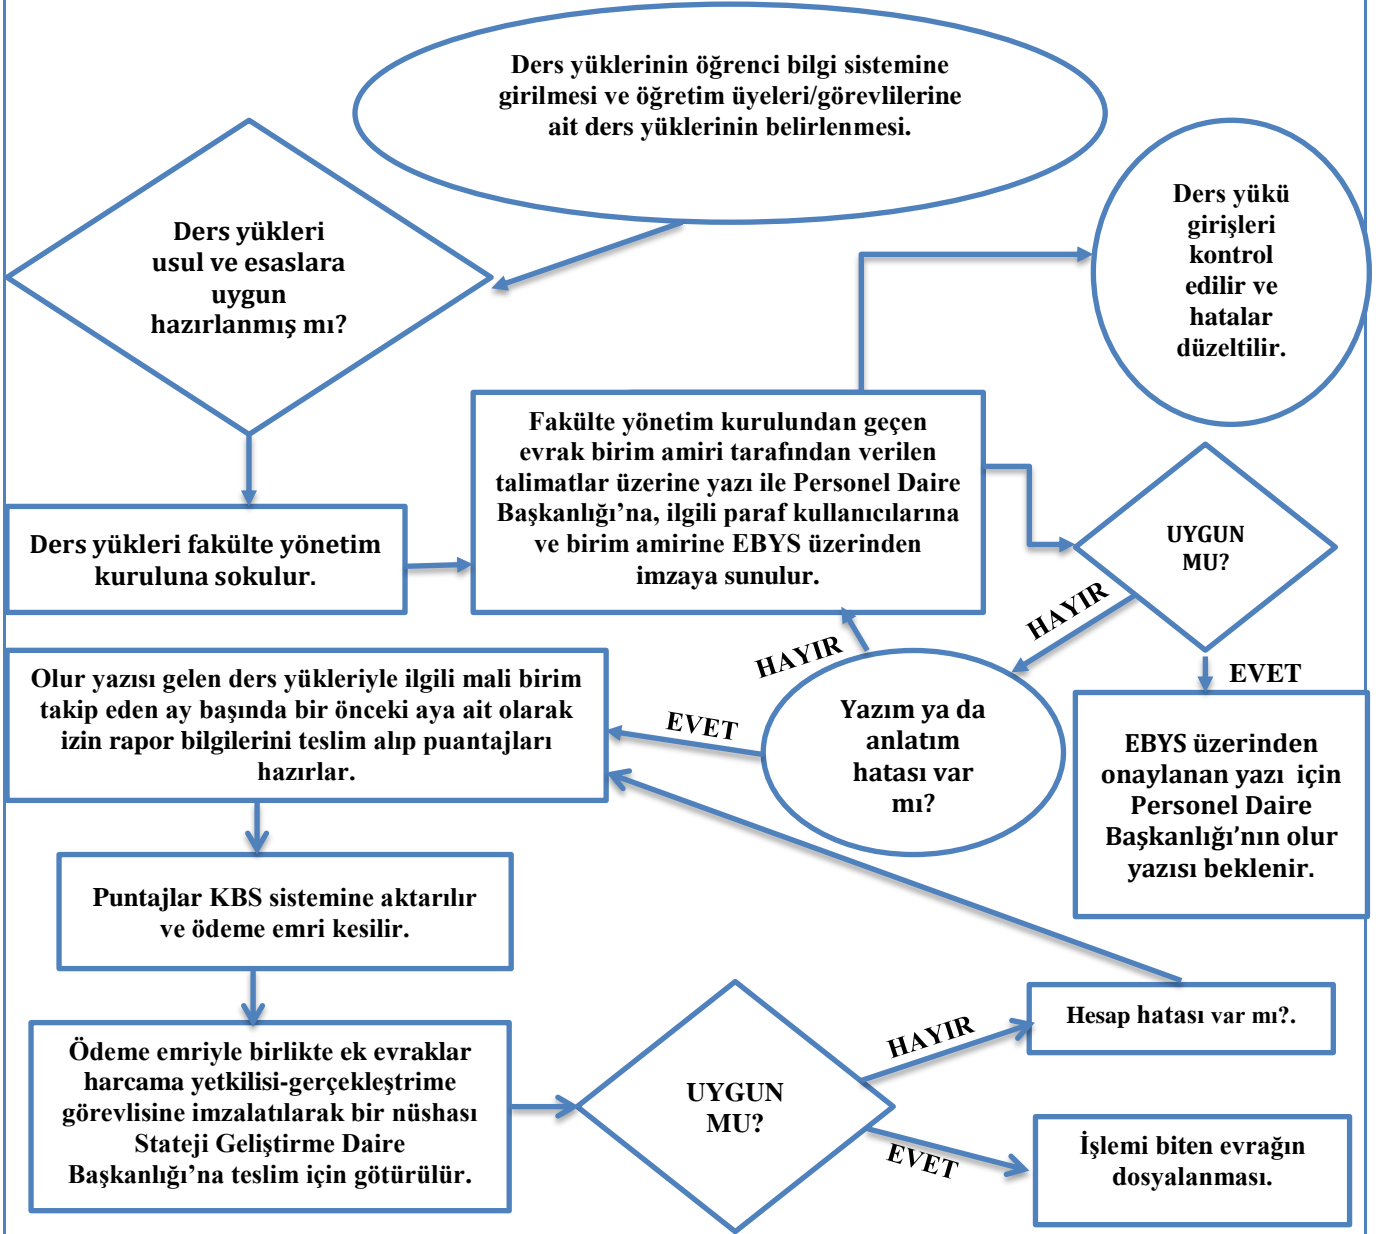 Ders yüklerinin öğrenci bilgi sistemine
girilmesi ve öğretim üyeleri/görevlilerine
ait ders yüklerinin belirlenmesi.
Ders yükleri
usul ve esaslara
uygun
hazırlanmış mı?
Ders yükü
girişleri
kontrol
edilir ve
hatalar
düzeltilir.
Ders yükleri fakülte yönetim
kuruluna sokulur.
Fakülte yönetim kurulundan geçen
evrak birim amiri tarafından verilen
talimatlar üzerine yazı ile Personel Daire
Başkanlığı’na, ilgili paraf kullanıcılarına
ve birim amirine EBYS üzerinden
imzaya sunulur.
UYGUN
MU?
HAYIR
EVET
HAYIR
Yazım ya da
anlatım
hatası var
mı?
EVET
EBYS üzerinden
onaylanan yazı için
Personel Daire
Başkanlığı’nın olur
yazısı beklenir.
Olur yazısı gelen ders yükleriyle ilgili mali birim
takip eden ay başında bir önceki aya ait olarak
izin rapor bilgilerini teslim alıp puantajları
hazırlar.
Puntajlar KBS sistemine aktarılır
ve ödeme emri kesilir.
Ödeme emriyle birlikte ek evraklar
harcama yetkilisi-gerçekleştrime
görevlisine imzalatılarak bir nüshası
Stateji Geliştirme Daire
Başkanlığı’na teslim için götürülür.
UYGUN
MU?
HAYIR
Hesap hatası var mı?.
EVET
İşlemi biten evrağın
dosyalanması.